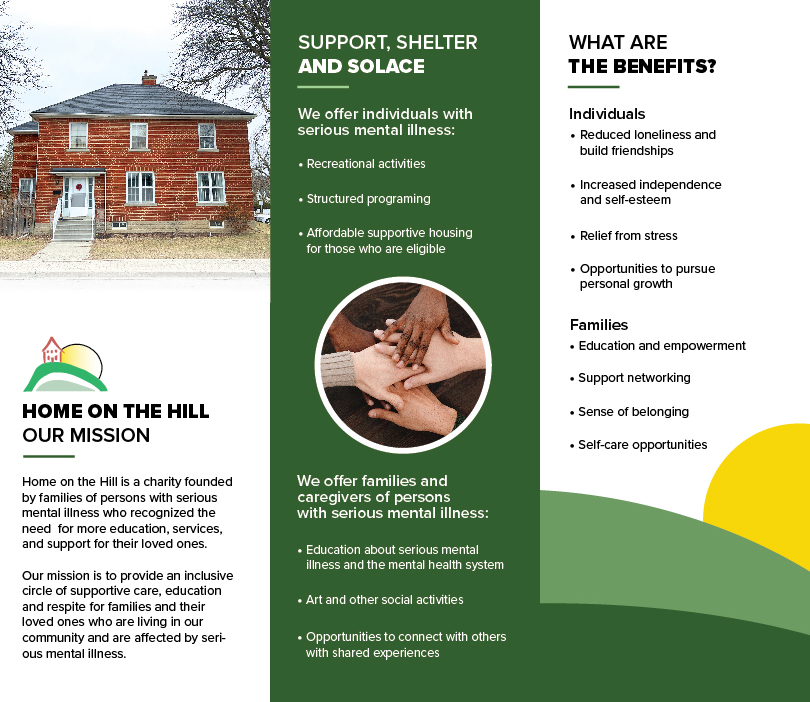 HOME ON THE HILL
OUR MISSION
Home on the Hill is a charity founded
by families of persons with serious
mental illness who recognized the
need  for more education, services,
and support for their loved ones.
Our mission is to provide an inclusive
circle of supportive care, education
and respite for families and their
loved ones who are living in our
community and are affected by seri-
ous mental illness.
SUPPORT, SHELTER
AND SOLACE
We offer individuals with
serious mental illness:
• Recreational activities
• Structured programing
• Affordable supportive housing
for those who are eligible
We offer families and
caregivers of persons
with serious mental illness:
• Education about serious mental
illness and the mental health system
• Art and other social activities
• Opportunities to connect with others
with shared experiences
WHAT ARE
THE BENEFITS?
Individuals
• Reduced loneliness and
build friendships
• Increased independence
and self-esteem
• Relief from stress
• Opportunities to pursue
personal growth
Families
• Education and empowerment
• Support networking
• Sense of belonging
• Self-care opportunities